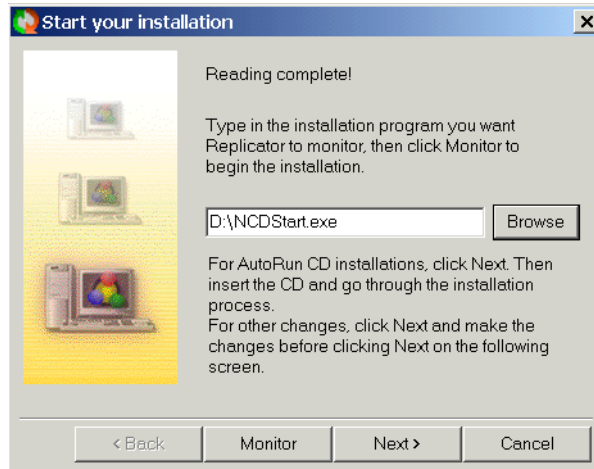 Start your installation
Reading complete!
Type in the installation program you want
Replicator to monitor, then click Monitor to
begin the installation.
D:\NCDStart.exe
Browse
For AutoRun CD installations, click Next. Then
insert the CD and go through the installation
process.
For other changes, click Next and make the
changes before clicking Next on the following
screen.
< Back
Monitor
Next >
Cancel